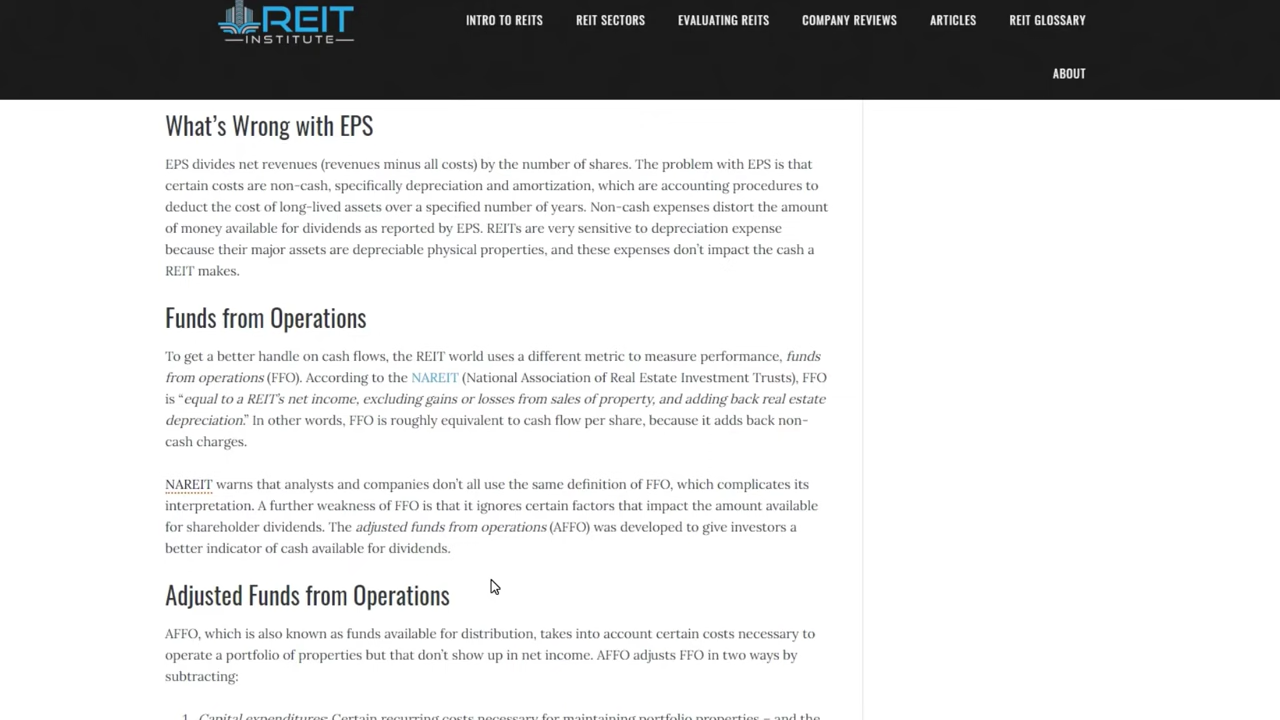 REIT
INSTITUTE
INTRO TO REITS REIT SECTORS EVALUATING REITS COMPANY REVIEWS ARTICLES REIT GLOSSARY
ABOUT
What's Wrong with EPS
EPS divides net revenues (revenues minus all costs) by the number of shares. The problem with EPS is that
certain costs are non-cash, specifically depreciation and amortization, which are accounting procedures to
deduct the cost of long-lived assets over a specified number of years. Non-cash expenses distort the amount
of money available for dividends as reported by EPS. REITs are very sensitive to depreciation expense
because their major assets are depreciable physical properties, and these expenses don't impact the cash a
REIT makes.
Funds from Operations
To get a better handle on cash flows, the REIT world uses a different metric to measure performance, funds
from operations (FFO). According to the NAREIT (National Association of Real Estate Investment Trusts), FFO
is “equal to a REIT's net income, excluding gains or losses from sales of property, and adding back real estate
depreciation.” In other words, FFO is roughly equivalent to cash flow per share, because it adds back non-
cash charges.
NAREIT warns that analysts and companies don't all use the same definition of FFO, which complicates its
interpretation. A further weakness of FFO is that it ignores certain factors that impact the amount available
for shareholder dividends. The adjusted funds from operations (AFFO) was developed to give investors a
better indicator of cash available for dividends.
Adjusted Funds from Operations
AFFO, which is also known as funds available for distribution, takes into account certain costs necessary to
operate a portfolio of properties but that don't show up in net income. AFFO adjusts FFO in two ways by
subtracting:
1. Capital expenditures: Certain recurring costs necessary for maintaining portfolio properties – and the